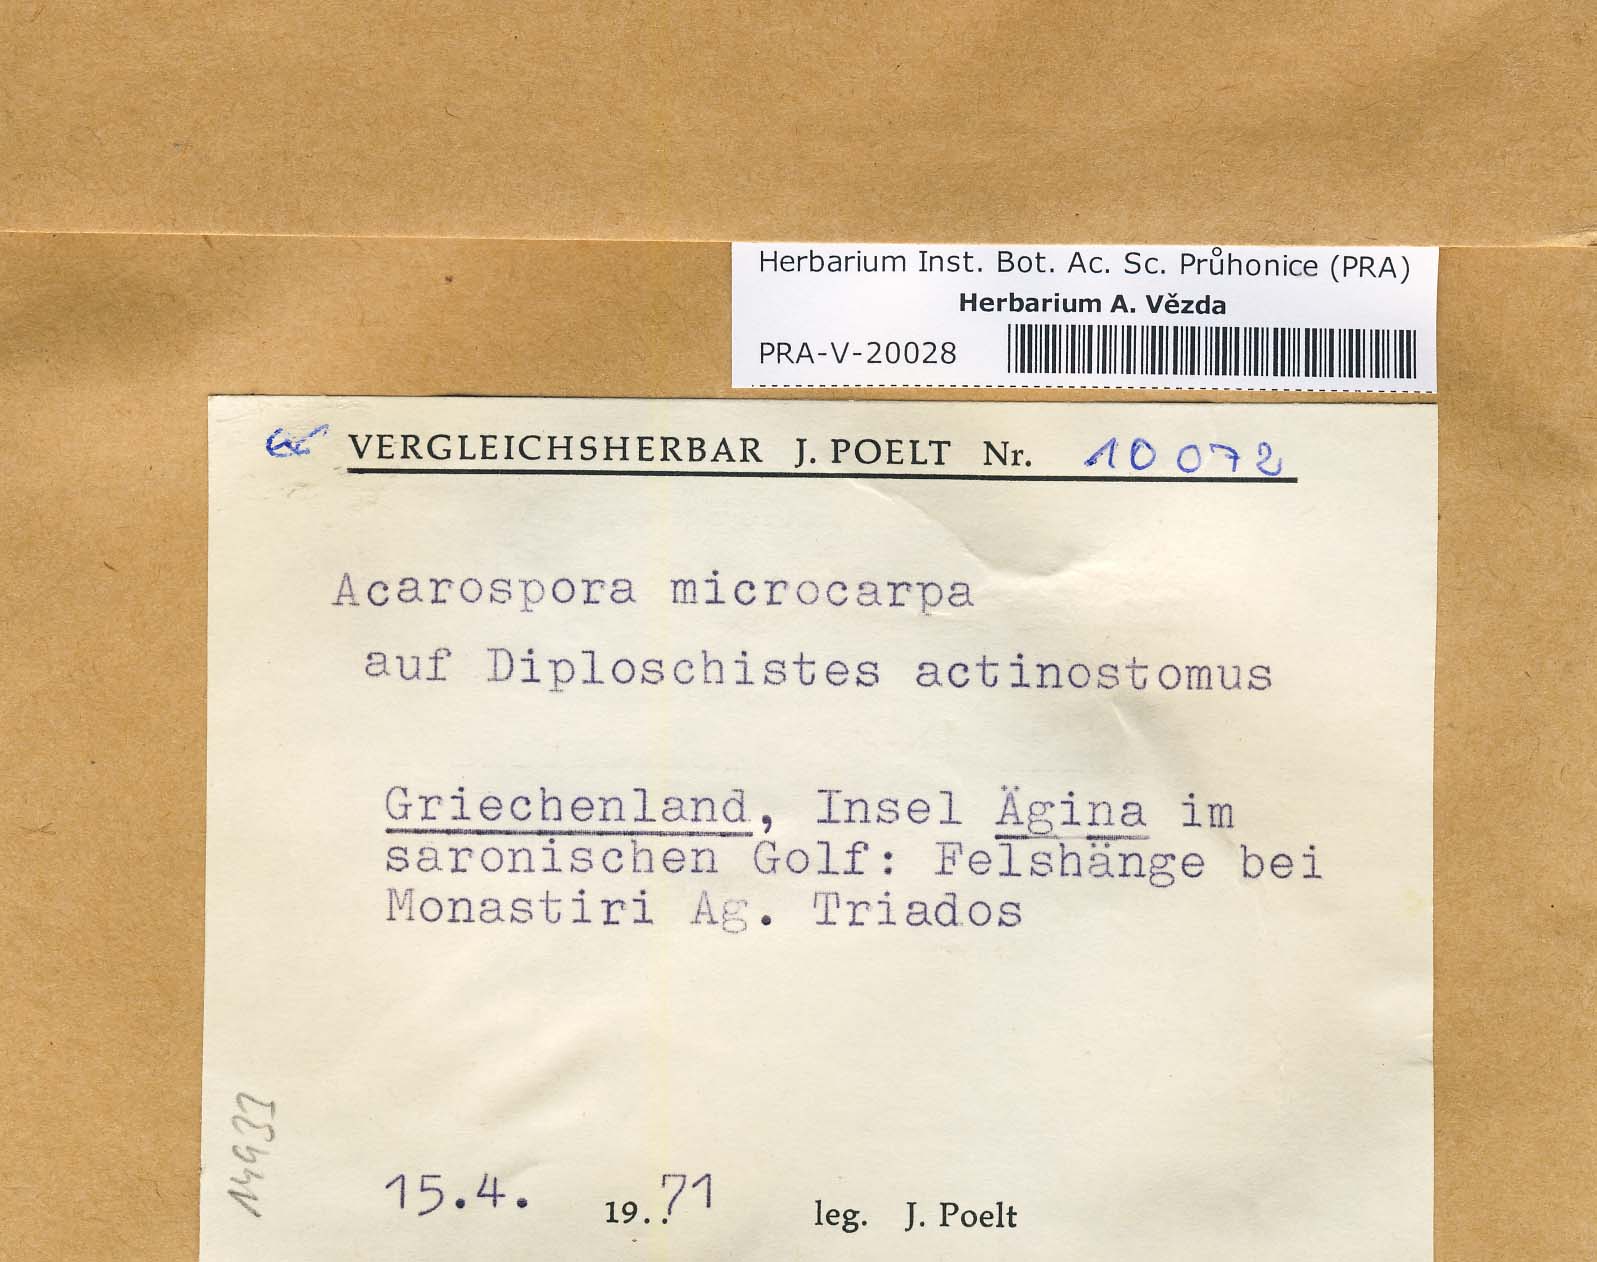 Herbarium Inst. Bot. Ac. Sc. Průhonice (PRA)
Herbarium A. Vězda
PRA-V-20028
VERGLEICHSHERBAR J. POELT Nr. 10072
Acarospora microcarpa
auf Diploschistes actinostomus
Griechenland, Insel Ägina im
saronischen Golf: Felshänge bei
Monastiri Ag. Triados
15.4. 19..71 leg. J. Poelt